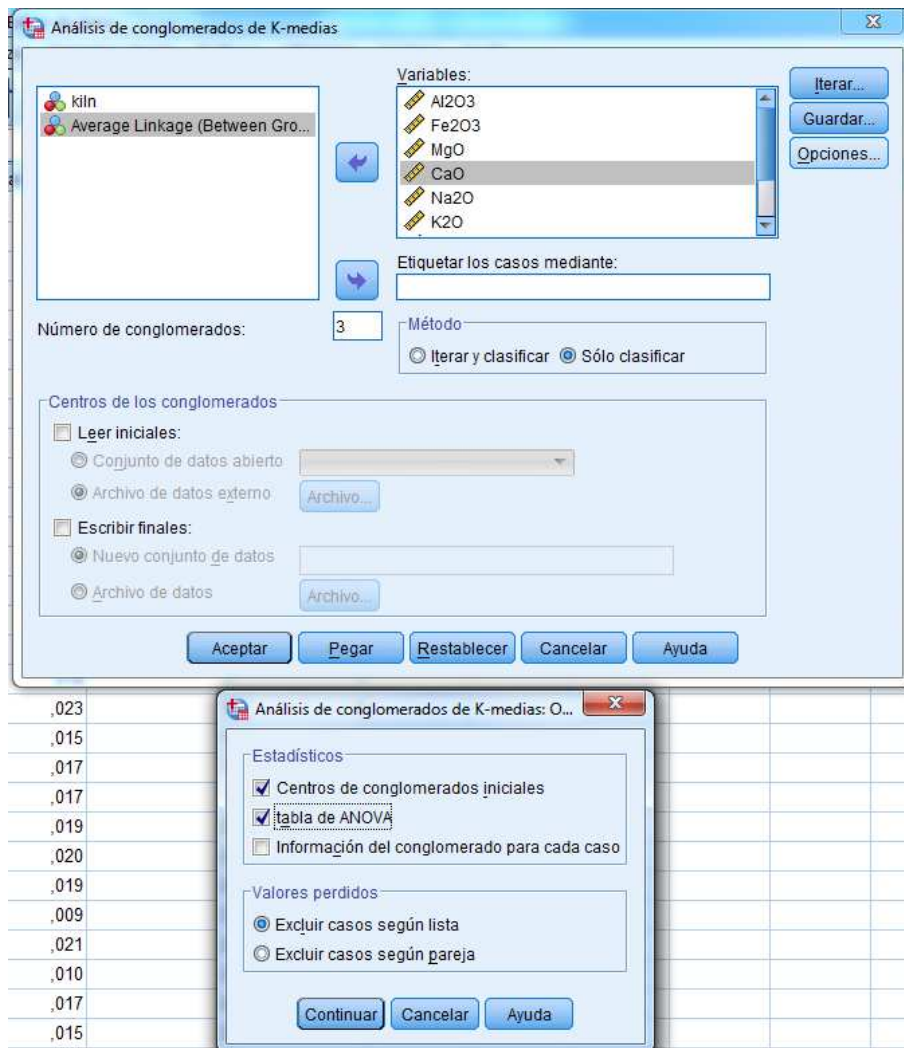 Análisis de conglomerados de K-medias
Variables:
kiln
Average Linkage (Between Gro...
Al2O3
Fe2O3
MgO
CaO
Na2O
K2O
Iterar...
Guardar...
Opciones...
Etiquetar los casos mediante:
Número de conglomerados:
3
Método
Iterar y clasificar
Sólo clasificar
Centros de los conglomerados
Leer iniciales:
Conjunto de datos abierto
Archivo de datos externo
Archivo...
Escribir finales:
Nuevo conjunto de datos
Archivo de datos
Archivo...
Aceptar
Pegar
Restablecer
Cancelar
Ayuda
,023
,015
,017
,017
,019
,020
,019
,009
,021
,010
,017
,015
Análisis de conglomerados de K-medias: O...
Estadísticos
Centros de conglomerados iniciales
tabla de ANOVA
Información del conglomerado para cada caso
Valores perdidos
Excluir casos según lista
Excluir casos según pareja
Continuar
Cancelar
Ayuda